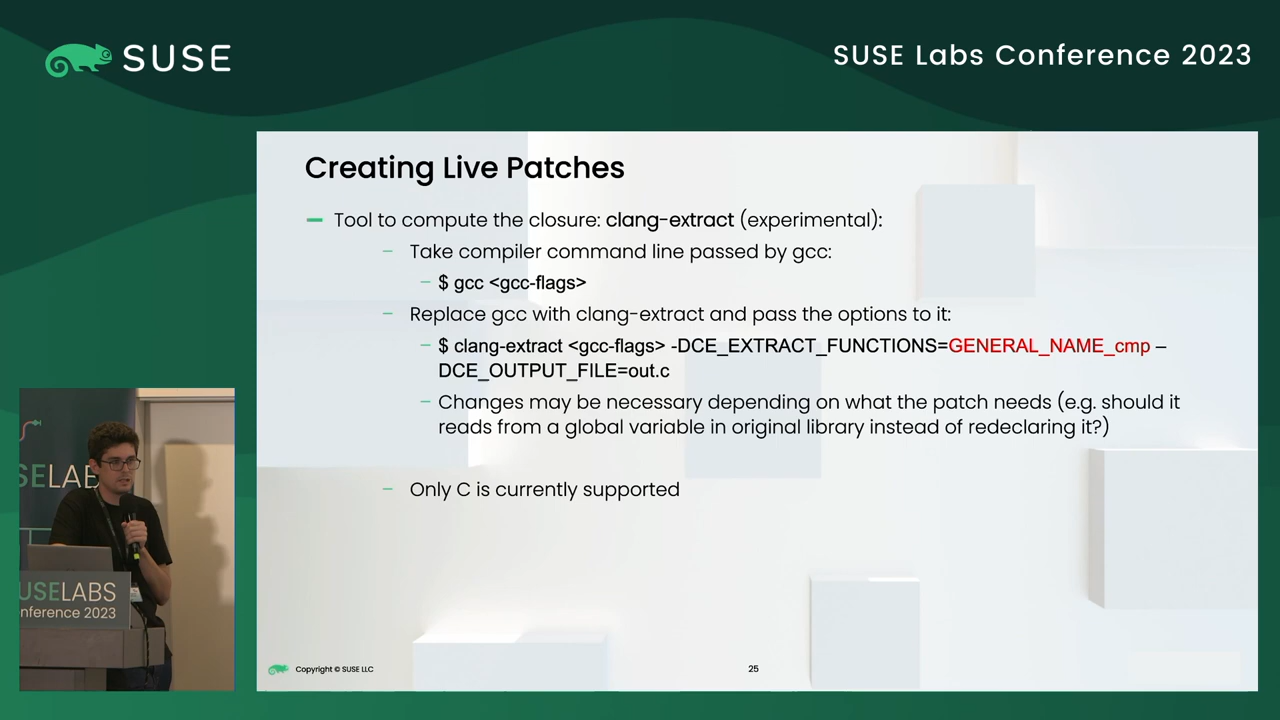 SUSE
SUSE Labs Conference 2023
Creating Live Patches
Tool to compute the closure: clang-extract (experimental):
– Take compiler command line passed by gcc:
– $ gcc <gcc-flags>
– Replace gcc with clang-extract and pass the options to it:
– $ clang-extract <gcc-flags> -DCE_EXTRACT_FUNCTIONS=GENERAL_NAME_cmp –
DCE_OUTPUT_FILE=out.c
– Changes may be necessary depending on what the patch needs (e.g. should it
reads from a global variable in original library instead of redeclaring it?)
– Only C is currently supported
SELAB
USELABS
onference 2023
Copyright © SUSE LLC
25